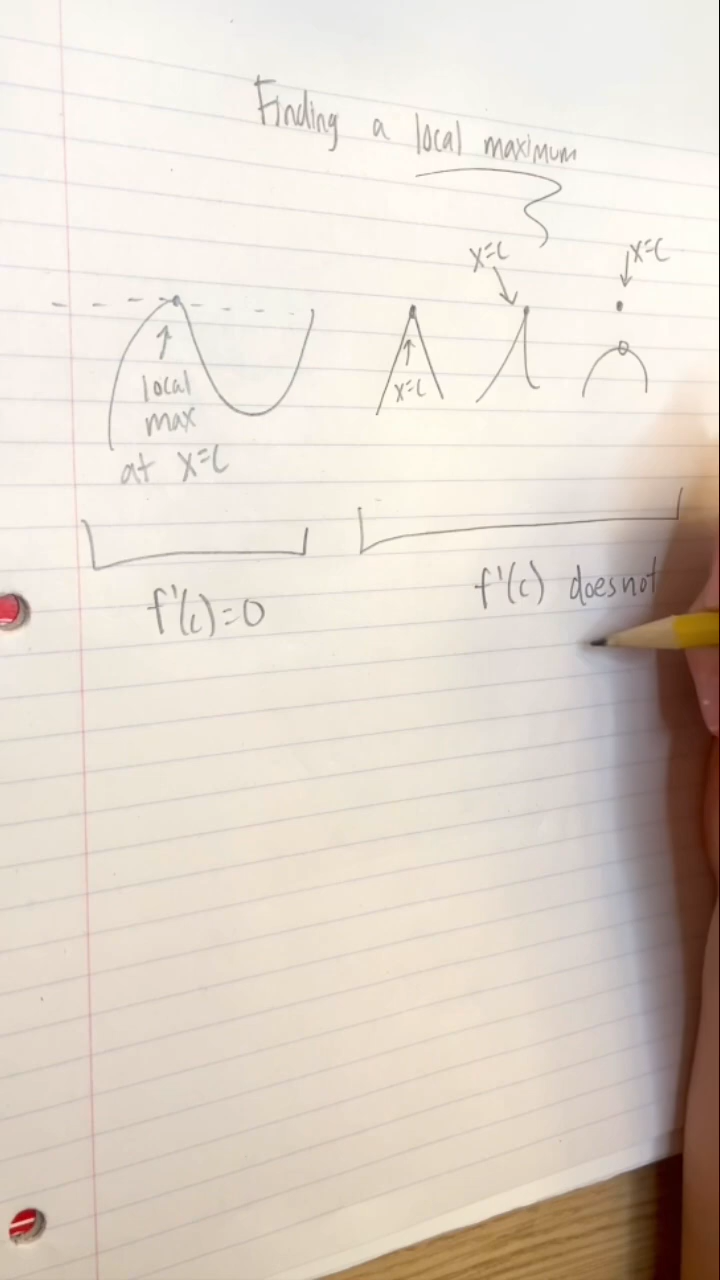 Finding a local maximum
x=c
x=c
local
max
at x=c
x=c
f'(c)=0
f'(c) does not